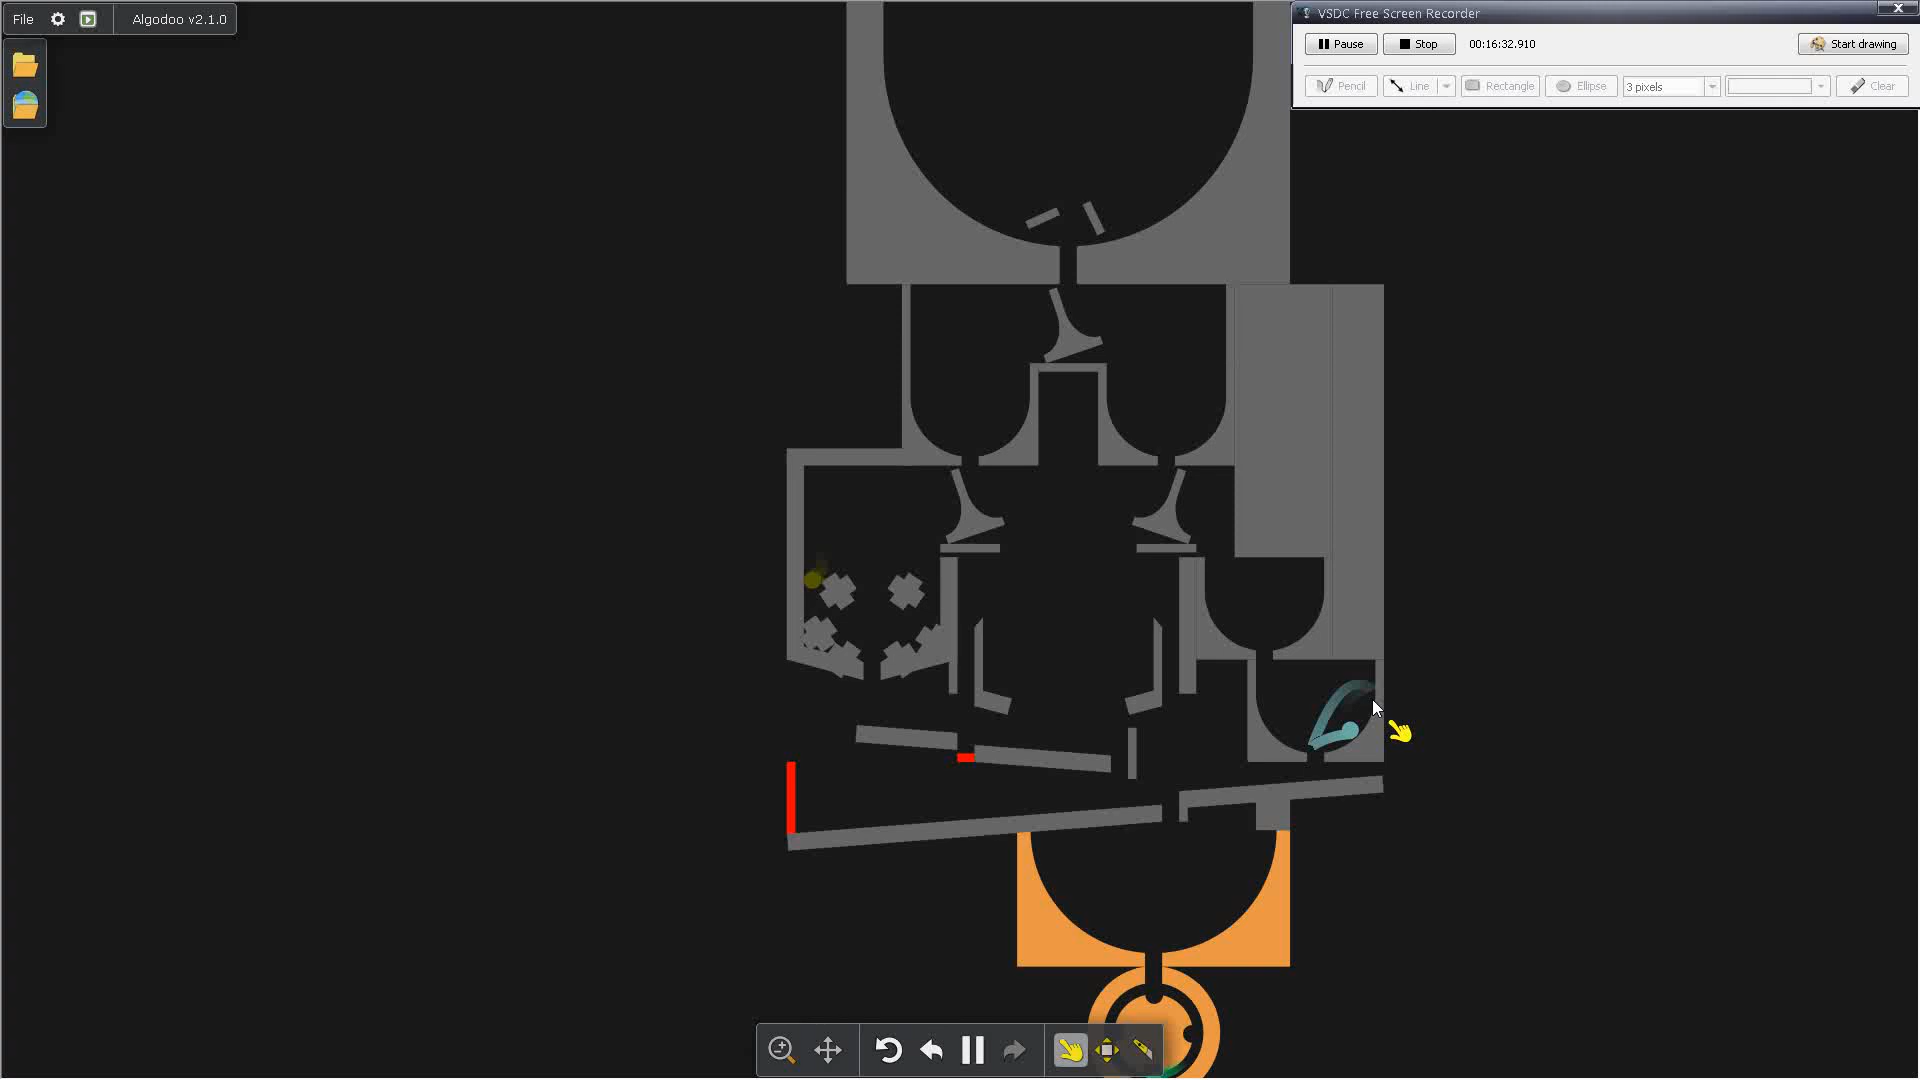 File Algodoo v2.1.0
VSDC Free Screen Recorder
Pause Stop 00:16:32.910 Start drawing
Pencil Line Rectangle Ellipse 3 pixels Clear